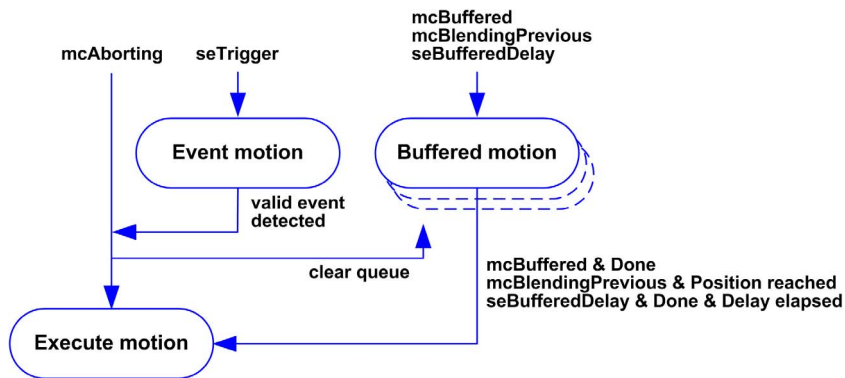 mcBuffered
mcBlendingPrevious
mcAborting seTrigger seBufferedDelay
Event motion Buffered motion
valid event
detected
clear queue
mcBuffered & Done
mcBlendingPrevious & Position reached
seBufferedDelay & Done & Delay elapsed
Execute motion